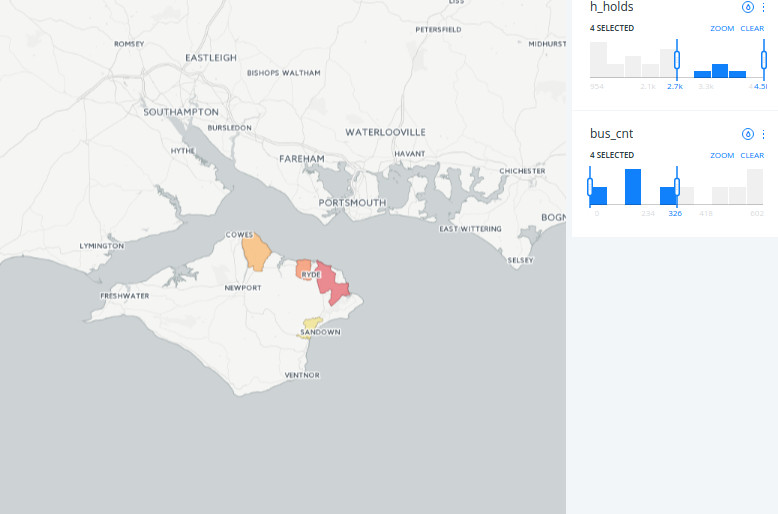 LISS
PETERSFIELD
ROMSEY
MIDHURST
EASTLEIGH
BISHOPS WALTHAM
SOUTHAMPTON
BURSLEDON
WATERLOOVILLE
HYTHE
FAREHAM
HAVANT
CHICHESTER
PORTSMOUTH
BOGN
COWES
EAST WITTERING
LYMINGTON
SELSEY
RYDE
NEWPORT
FRESHWATER
SANDOWN
VENTNOR
h_holds
4 SELECTED ZOOM CLEAR
554 2.1k 2.7k 3.3k 4.5k
bus_cnt
4 SELECTED ZOOM CLEAR
0 234 326 418 602